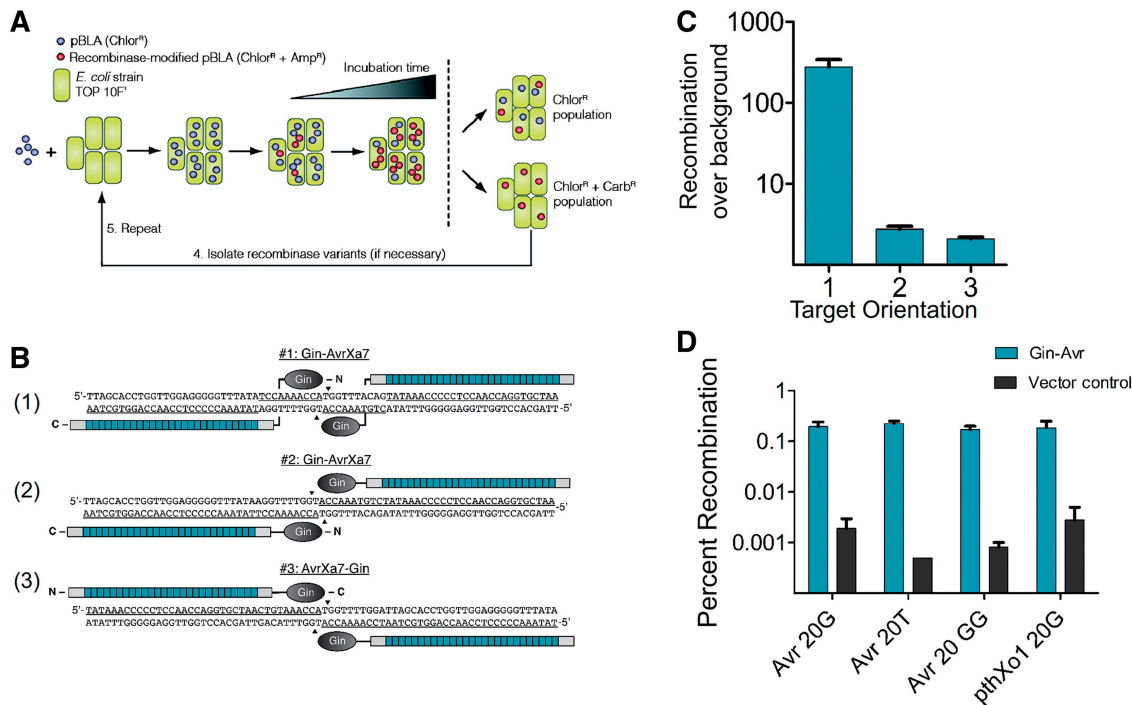 A
pBLA (Chlorᴿ)
Recombinase-modified pBLA (Chlorᴿ + Ampᴿ)
E. coli strain
TOP 10F'
Incubation time
+
Chlorᴿ
population
Chlorᴿ + Carbᴿ
population
5. Repeat
4. Isolate recombinase variants (if necessary)
B
#1: Gin-AvrXa7
Gin – N
(1)
5'-TTAGCACCTGGTTGGAGGGGGTTTATATCCAAAACCATGGTTTACAGTATAAACCCCCTCCAACCAGGTGCTAA
AATCGTGGACCAACCTCCCCCAAATATAGGTTTTGGTACCAAATGTCATATTTGGGGGAGGTTGGTCCACGATT-5'
C –
Gin
#2: Gin-AvrXa7
Gin
(2)
5'-TTAGCACCTGGTTGGAGGGGGTTTATAAGGTTTTGGTACCAAATGTCTATAAACCCCCTCCAACCAGGTGCTAA
AATCGTGGACCAACCTCCCCCAAATATTCCAAAACCATGGTTTACAGATATTTGGGGGAGGTTGGTCCACGATT-5'
C –
Gin – N
#3: AvrXa7-Gin
(3)
N –
Gin – C
5'-TATAAACCCCCTCCAACCAGGTGCTAACTGTAAACCATGGTTTTGGATTAGCACCTGGTTGGAGGGGGTTTATA
ATATTTGGGGGAGGTTGGTCCACGATTGACATTTGGTACCAAAACCTAATCGTGGACCAACCTCCCCCAAATAT-5'
Gin
C
Recombination
over background
1000
100
10
1 2 3
Target Orientation
D
Gin-Avr
Vector control
Percent Recombination
1
0.1
0.01
0.001
Avr 20G
Avr 20T
Avr 20 GG
pthXo1 20G